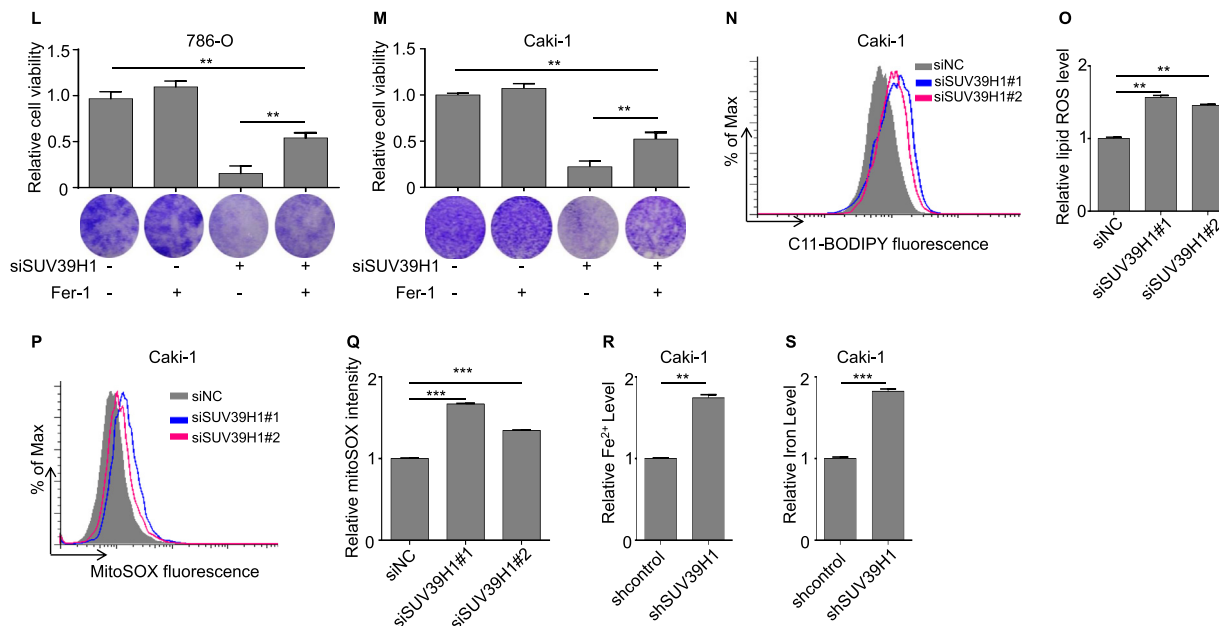 L
786-O
Relative cell viability
1.5
1.0
0.5
0
**
**
siSUV39H1 - - + +
Fer-1 - + - +
M
Caki-1
Relative cell viability
1.5
1.0
0.5
0
**
**
siSUV39H1 - - + +
Fer-1 - + - +
N
Caki-1
% of Max
siNC
siSUV39H1#1
siSUV39H1#2
C11-BODIPY fluorescence
O
Relative lipid ROS level
2
1
0
**
**
siNC
siSUV39H1#1
siSUV39H1#2
P
Caki-1
% of Max
siNC
siSUV39H1#1
siSUV39H1#2
MitoSOX fluorescence
Q
Relative mitoSOX intensity
2
1
0
***
***
siNC
siSUV39H1#1
siSUV39H1#2
R
Caki-1
Relative Fe²⁺ Level
2
1
0
**
shcontrol
shSUV39H1
S
Caki-1
Relative Iron Level
2
1
0
***
shcontrol
shSUV39H1